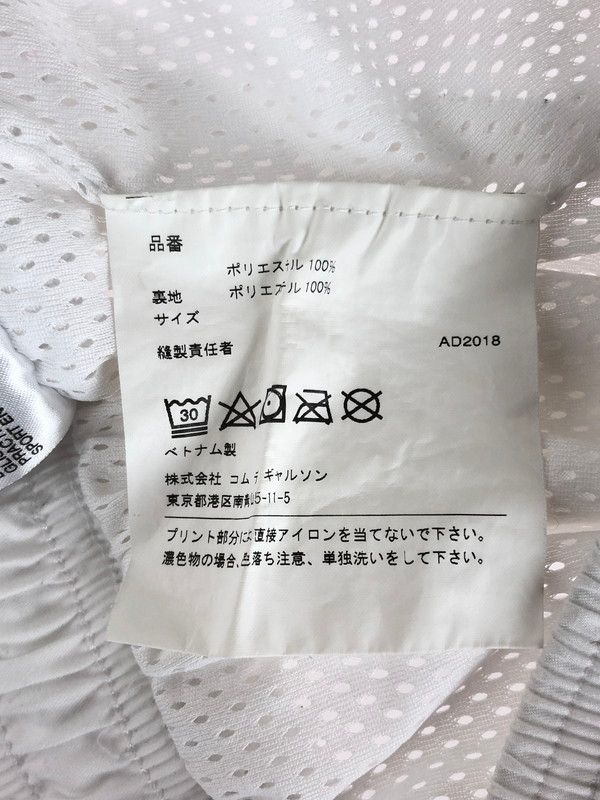 品番
ポリエステル 100%
裏地 ポリエステル 100%
サイズ
縫製責任者
AD2018
30
ベトナム製
株式会社 コムデギャルソン
東京都港区南青山5-11-5
プリント部分には直接アイロンを当てないで下さい。
濃色物の場合、色落ち注意、単独洗いをして下さい。
SPORT EN